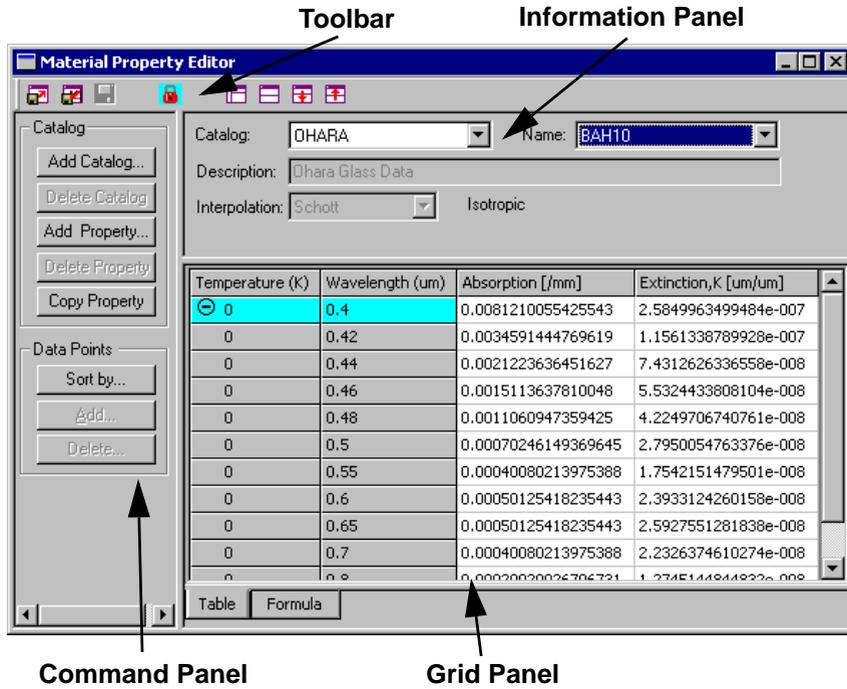 Toolbar
Information Panel
Material Property Editor
Catalog
Add Catalog...
Delete Catalog
Add Property...
Delete Property
Copy Property
Data Points
Sort by...
Add...
Delete...
Catalog: OHARA Name: BAH10
Description: Ohara Glass Data
Interpolation: Schott Isotropic
Temperature (K) Wavelength (um) Absorption [/mm] Extinction,K [um/um]
0 0.4 0.0081210055425543 2.5849963499484e-007
0 0.42 0.0034591444769619 1.1561338789928e-007
0 0.44 0.0021223636451627 7.4312626336558e-008
0 0.46 0.0015113637810048 5.5324433808104e-008
0 0.48 0.0011060947359425 4.2249706740761e-008
0 0.5 0.00070246149369645 2.7950054763376e-008
0 0.55 0.00040080213975388 1.7542151479501e-008
0 0.6 0.00050125418235443 2.3933124260158e-008
0 0.65 0.00050125418235443 2.5927551281838e-008
0 0.7 0.00040080213975388 2.2326374610274e-008
0 0.8
Table Formula
Command Panel
Grid Panel